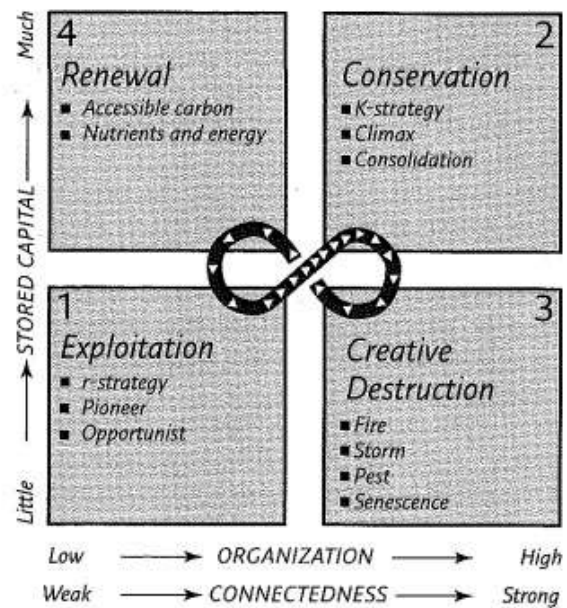 4
Renewal
▪ Accessible carbon
▪ Nutrients and energy
2
Conservation
▪ K-strategy
▪ Climax
▪ Consolidation
1
Exploitation
▪ r-strategy
▪ Pioneer
▪ Opportunist
3
Creative
Destruction
▪ Fire
▪ Storm
▪ Pest
▪ Senescence
Little → STORED CAPITAL → Much
Low → ORGANIZATION → High
Weak → CONNECTEDNESS → Strong